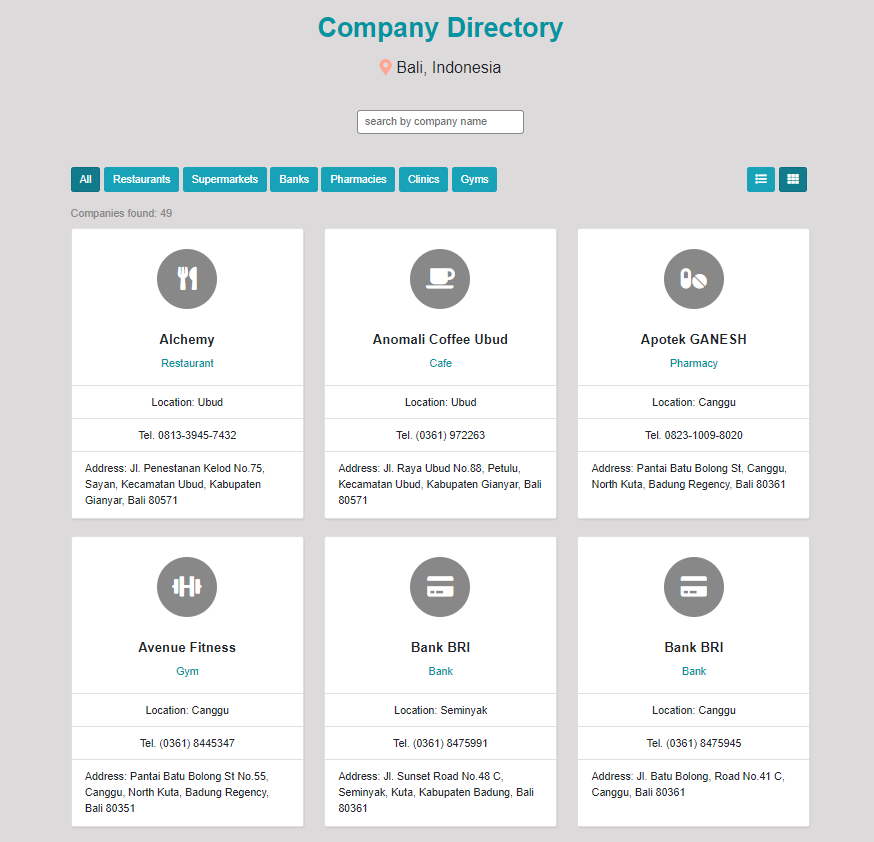 Company Directory
Bali, Indonesia
search by company name
All
Restaurants
Supermarkets
Banks
Pharmacies
Clinics
Gyms
Companies found: 49
Alchemy
Restaurant
Location: Ubud
Tel. 0813-3945-7432
Address: Jl. Penestanan Kelod No.75,
Sayan, Kecamatan Ubud, Kabupaten
Gianyar, Bali 80571
Anomali Coffee Ubud
Cafe
Location: Ubud
Tel. (0361) 972263
Address: Jl. Raya Ubud No.88, Petulu,
Kecamatan Ubud, Kabupaten Gianyar, Bali
80571
Apotek GANESH
Pharmacy
Location: Canggu
Tel. 0823-1009-8020
Address: Pantai Batu Bolong St, Canggu,
North Kuta, Badung Regency, Bali 80361
Avenue Fitness
Gym
Location: Canggu
Tel. (0361) 8445347
Address: Pantai Batu Bolong St No.55,
Canggu, North Kuta, Badung Regency,
Bali 80351
Bank BRI
Bank
Location: Seminyak
Tel. (0361) 8475991
Address: Jl. Sunset Road No.48 C,
Seminyak, Kuta, Kabupaten Badung, Bali
80361
Bank BRI
Bank
Location: Canggu
Tel. (0361) 8475945
Address: Jl. Batu Bolong, Road No.41 C,
Canggu, Bali 80361